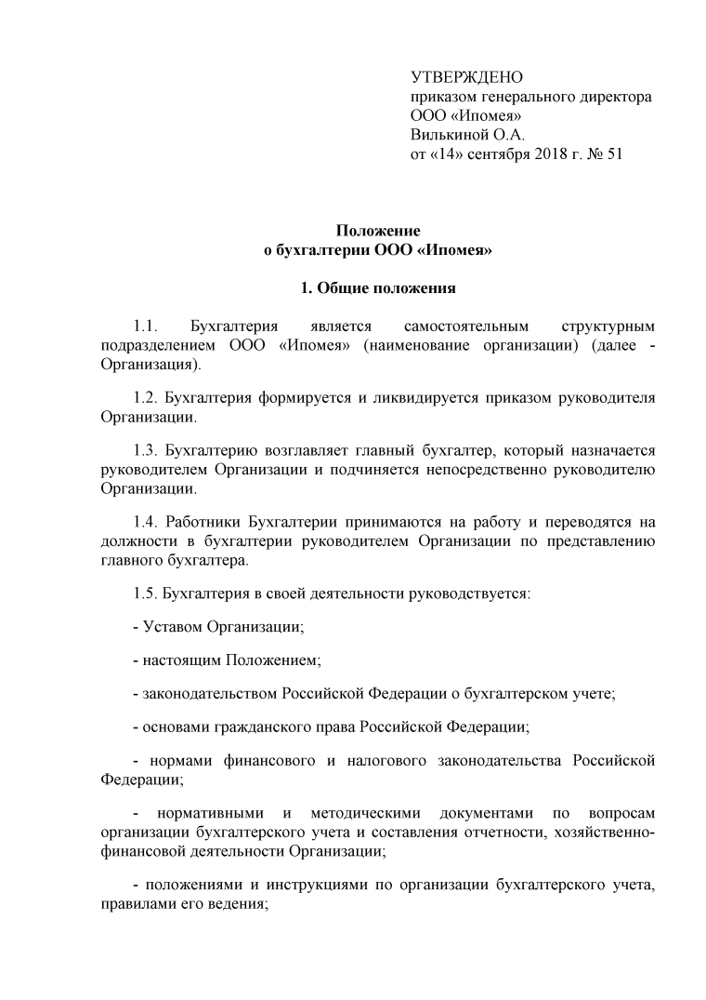 УТВЕРЖДЕНО
приказом генерального директора
ООО «Ипомея»
Вилькиной О.А.
от «14» сентября 2018 г. № 51
Положение
о бухгалтерии ООО «Ипомея»
1. Общие положения
1.1. Бухгалтерия является самостоятельным структурным
подразделением ООО «Ипомея» (наименование организации) (далее -
Организация).
1.2. Бухгалтерия формируется и ликвидируется приказом руководителя
Организации.
1.3. Бухгалтерию возглавляет главный бухгалтер, который назначается
руководителем Организации и подчиняется непосредственно руководителю
Организации.
1.4. Работники Бухгалтерии принимаются на работу и переводятся на
должности в бухгалтерии руководителем Организации по представлению
главного бухгалтера.
1.5. Бухгалтерия в своей деятельности руководствуется:
- Уставом Организации;
- настоящим Положением;
- законодательством Российской Федерации о бухгалтерском учете;
- основами гражданского права Российской Федерации;
- нормами финансового и налогового законодательства Российской
Федерации;
- нормативными и методическими документами по вопросам
организации бухгалтерского учета и составления отчетности, хозяйственно-
финансовой деятельности Организации;
- положениями и инструкциями по организации бухгалтерского учета,
правилами его ведения;